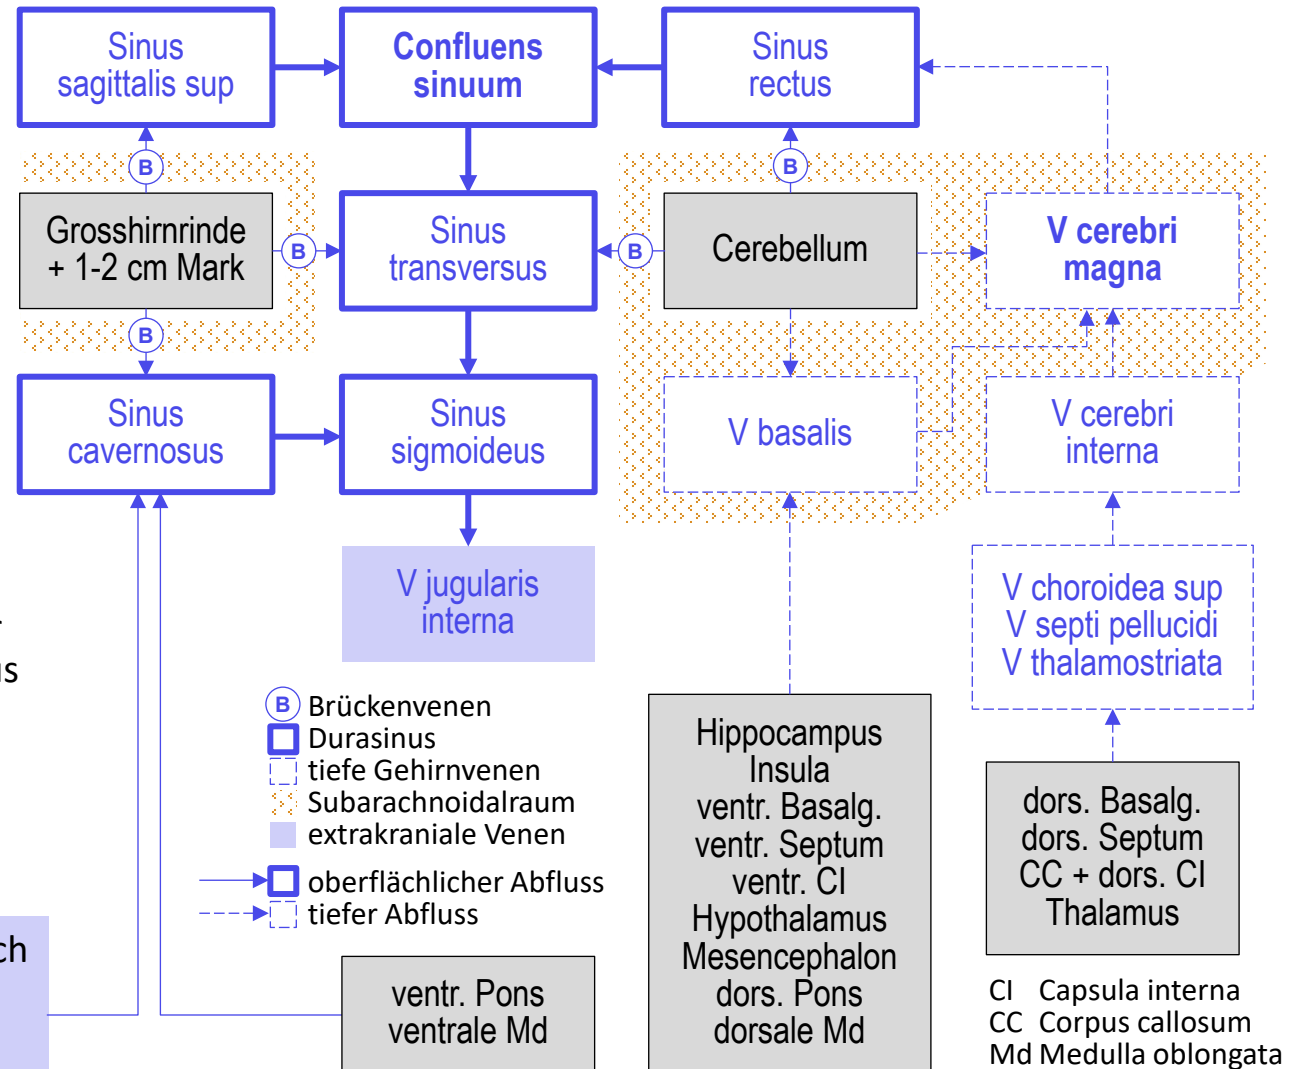 Sinus
sagittalis sup
Confluens
sinuum
Sinus
rectus
B
B
Grosshirnrinde
+ 1-2 cm Mark
B
Sinus
transversus
B
Cerebellum
V cerebri
magna
B
Sinus
cavernosus
Sinus
sigmoideus
V basalis
V cerebri
interna
V jugularis
interna
V choroidea sup
V septi pellucidi
V thalamostriata
us
B Brückenvenen
Durasinus
tiefe Gehirnvenen
Subarachnoidalraum
extrakraniale Venen
oberflächlicher Abfluss
tiefer Abfluss
Hippocampus
Insula
ventr. Basalg.
ventr. Septum
ventr. CI
Hypothalamus
Mesencephalon
dors. Pons
dorsale Md
dors. Basalg.
dors. Septum
CC + dors. CI
Thalamus
ch
ventr. Pons
ventrale Md
CI Capsula interna
CC Corpus callosum
Md Medulla oblongata